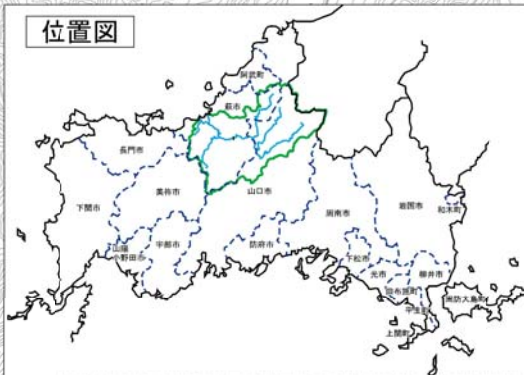 位置図
阿武町
萩市
長門市
美祢市
山口市
下関市
周南市
岩国市
和木町
山陽
小野田市
宇部市
防府市
下松市
光市
柳井市
田布施町
平生町
周防大島町
上関町